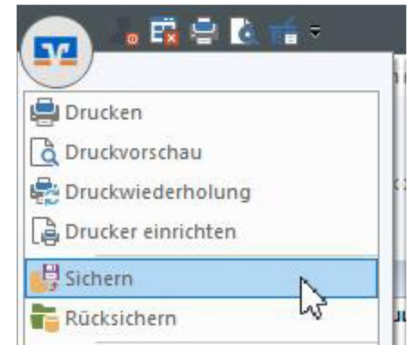 Drucken
Druckvorschau
Druckwiederholung
Drucker einrichten
Sichern
Rücksichern